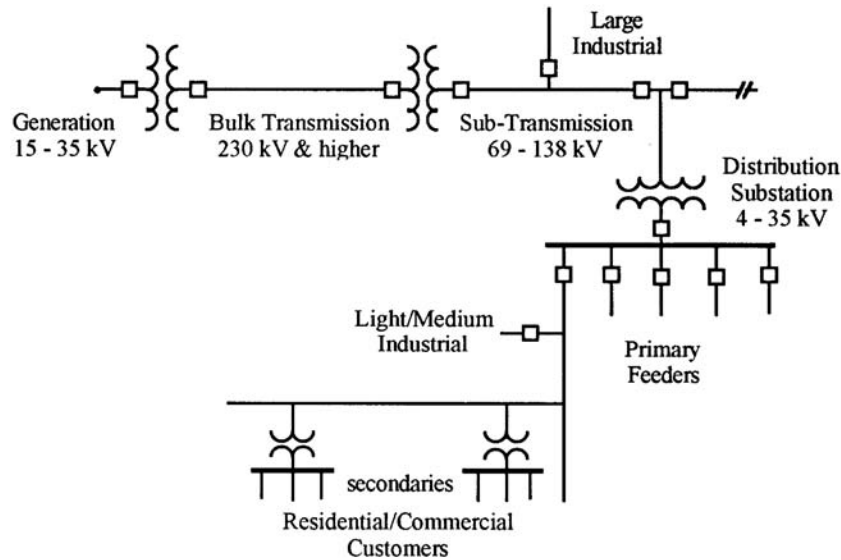 Large
Industrial
Generation
15 - 35 kV
Bulk Transmission
230 kV & higher
Sub-Transmission
69 - 138 kV
Distribution
Substation
4 - 35 kV
Light/Medium
Industrial
Primary
Feeders
secondaries
Residential/Commercial
Customers